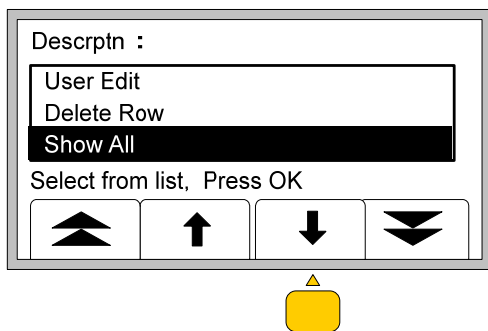 Descrptn :
User Edit
Delete Row
Show All
Select from list, Press OK